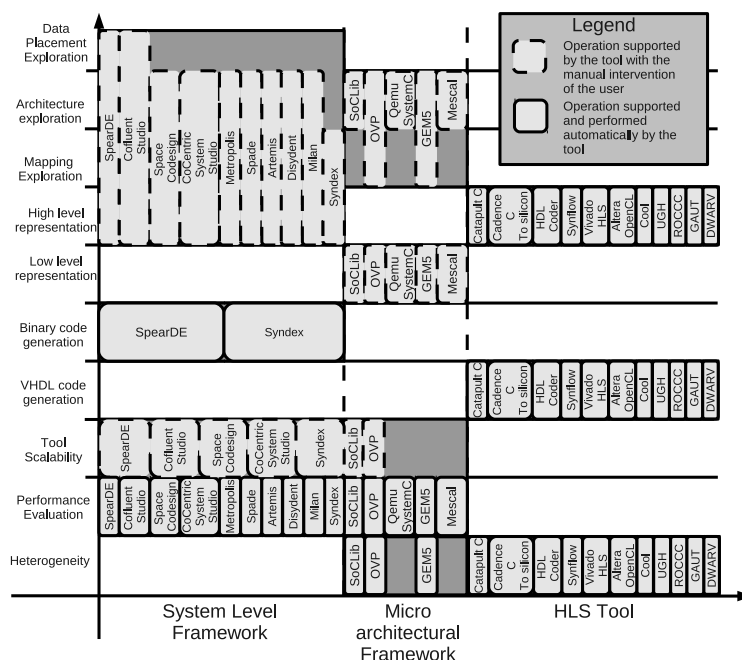 Data
Placement
Exploration
Architecture
exploration
Mapping
Exploration
High level
representation
Low level
representation
Binary code
generation
VHDL code
generation
Tool
Scalability
Performance
Evaluation
Heterogeneity
SpearDE
Cofluent
Studio
Space
Codesign
CoCentric
System
Studio
Metropolis
Spade
Artemis
Disydent
Milan
Syndex
SoCLib
OVP
Qemu
SystemC
GEM5
Mescal
Legend
Operation supported
by the tool with the
manual intervention
of the user
Operation supported
and performed
automatically by the
tool
Catapult C
Cadence
C
To silicon
HDL
Coder
Synflow
Vivado
HLS
Altera
OpenCL
Cool
UGH
ROCCC
GAUT
DWARV
SoCLib
OVP
Qemu
SystemC
GEM5
Mescal
SpearDE
Syndex
Catapult C
Cadence
C
To silicon
HDL
Coder
Synflow
Vivado
HLS
Altera
OpenCL
Cool
UGH
ROCCC
GAUT
DWARV
SpearDE
Cofluent
Studio
Space
Codesign
CoCentric
System
Studio
Syndex
SoCLib
OVP
SpearDE
Cofluent
Studio
Space
Codesign
CoCentric
System
Studio
Metropolis
Spade
Artemis
Disydent
Milan
Syndex
SoCLib
OVP
Qemu
SystemC
GEM5
Mescal
SoCLib
OVP
GEM5
Catapult C
Cadence
C
To silicon
HDL
Coder
Synflow
Vivado
HLS
Altera
OpenCL
Cool
UGH
ROCCC
GAUT
DWARV
System Level
Framework
Micro
architectural
Framework
HLS Tool